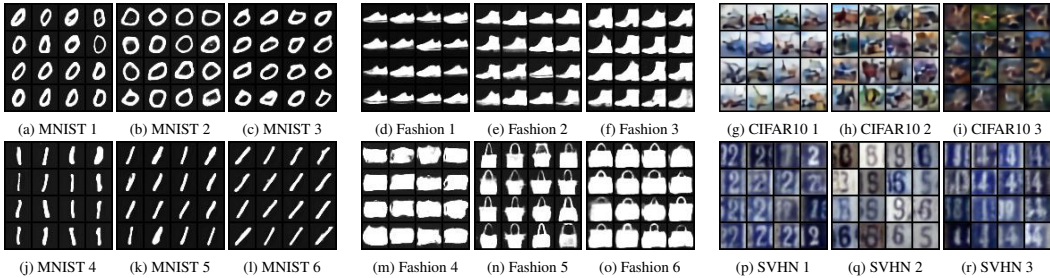 (a) MNIST 1 (b) MNIST 2 (c) MNIST 3 (d) Fashion 1 (e) Fashion 2 (f) Fashion 3 (g) CIFAR10 1 (h) CIFAR10 2 (i) CIFAR10 3
(j) MNIST 4 (k) MNIST 5 (l) MNIST 6 (m) Fashion 4 (n) Fashion 5 (o) Fashion 6 (p) SVHN 1 (q) SVHN 2 (r) SVHN 3